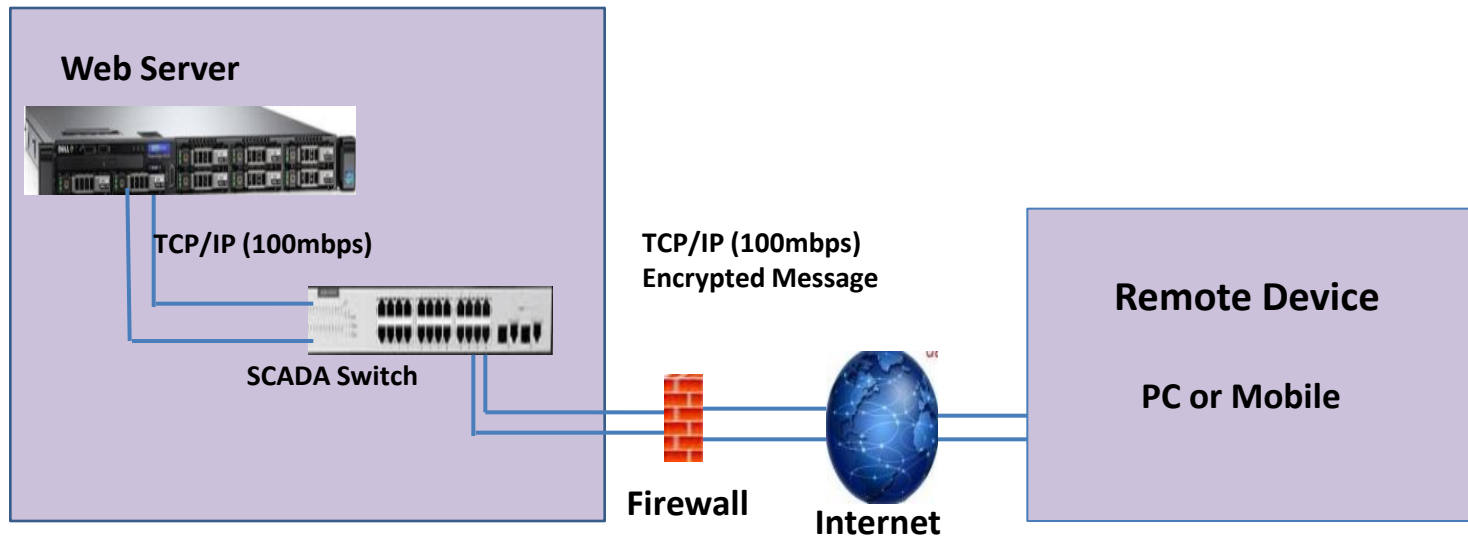 Web Server
DELL
TCP/IP (100mbps)
SCADA Switch
TCP/IP (100mbps)
Encrypted Message
Firewall
Internet
Remote Device
PC or Mobile